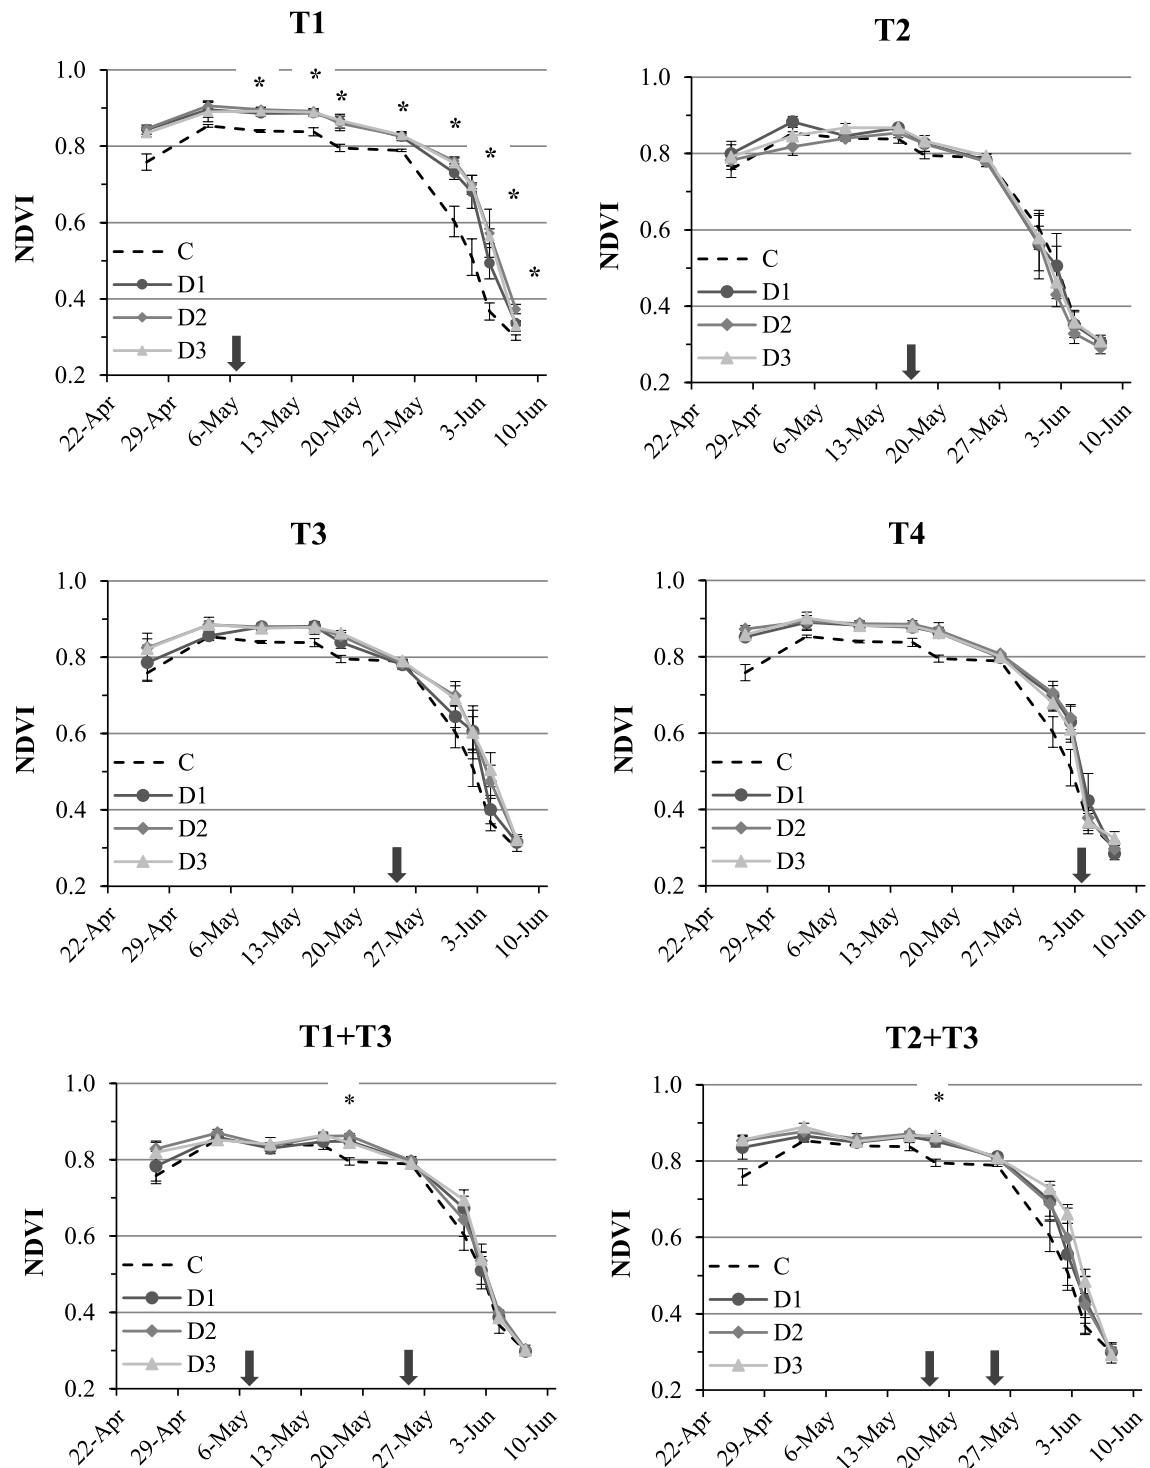 T1
* * * * * * * *
1.0
0.8
0.6
0.4
0.2
NDVI
C
D1
D2
D3
22-Apr 29-Apr 6-May 13-May 20-May 27-May 3-Jun 10-Jun
T2
1.0
0.8
0.6
0.4
0.2
NDVI
C
D1
D2
D3
22-Apr 29-Apr 6-May 13-May 20-May 27-May 3-Jun 10-Jun
T3
1.0
0.8
0.6
0.4
0.2
NDVI
C
D1
D2
D3
22-Apr 29-Apr 6-May 13-May 20-May 27-May 3-Jun 10-Jun
T4
1.0
0.8
0.6
0.4
0.2
NDVI
C
D1
D2
D3
22-Apr 29-Apr 6-May 13-May 20-May 27-May 3-Jun 10-Jun
T1+T3
*
1.0
0.8
0.6
0.4
0.2
NDVI
C
D1
D2
D3
22-Apr 29-Apr 6-May 13-May 20-May 27-May 3-Jun 10-Jun
T2+T3
*
1.0
0.8
0.6
0.4
0.2
NDVI
C
D1
D2
D3
22-Apr 29-Apr 6-May 13-May 20-May 27-May 3-Jun 10-Jun